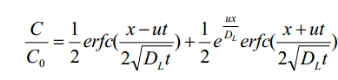 C/C₀ = 1/2 erfc((x − ut)/(2√(D_L t))) + 1/2 e^(ux/D_L) erfc((x + ut)/(2√(D_L t)))